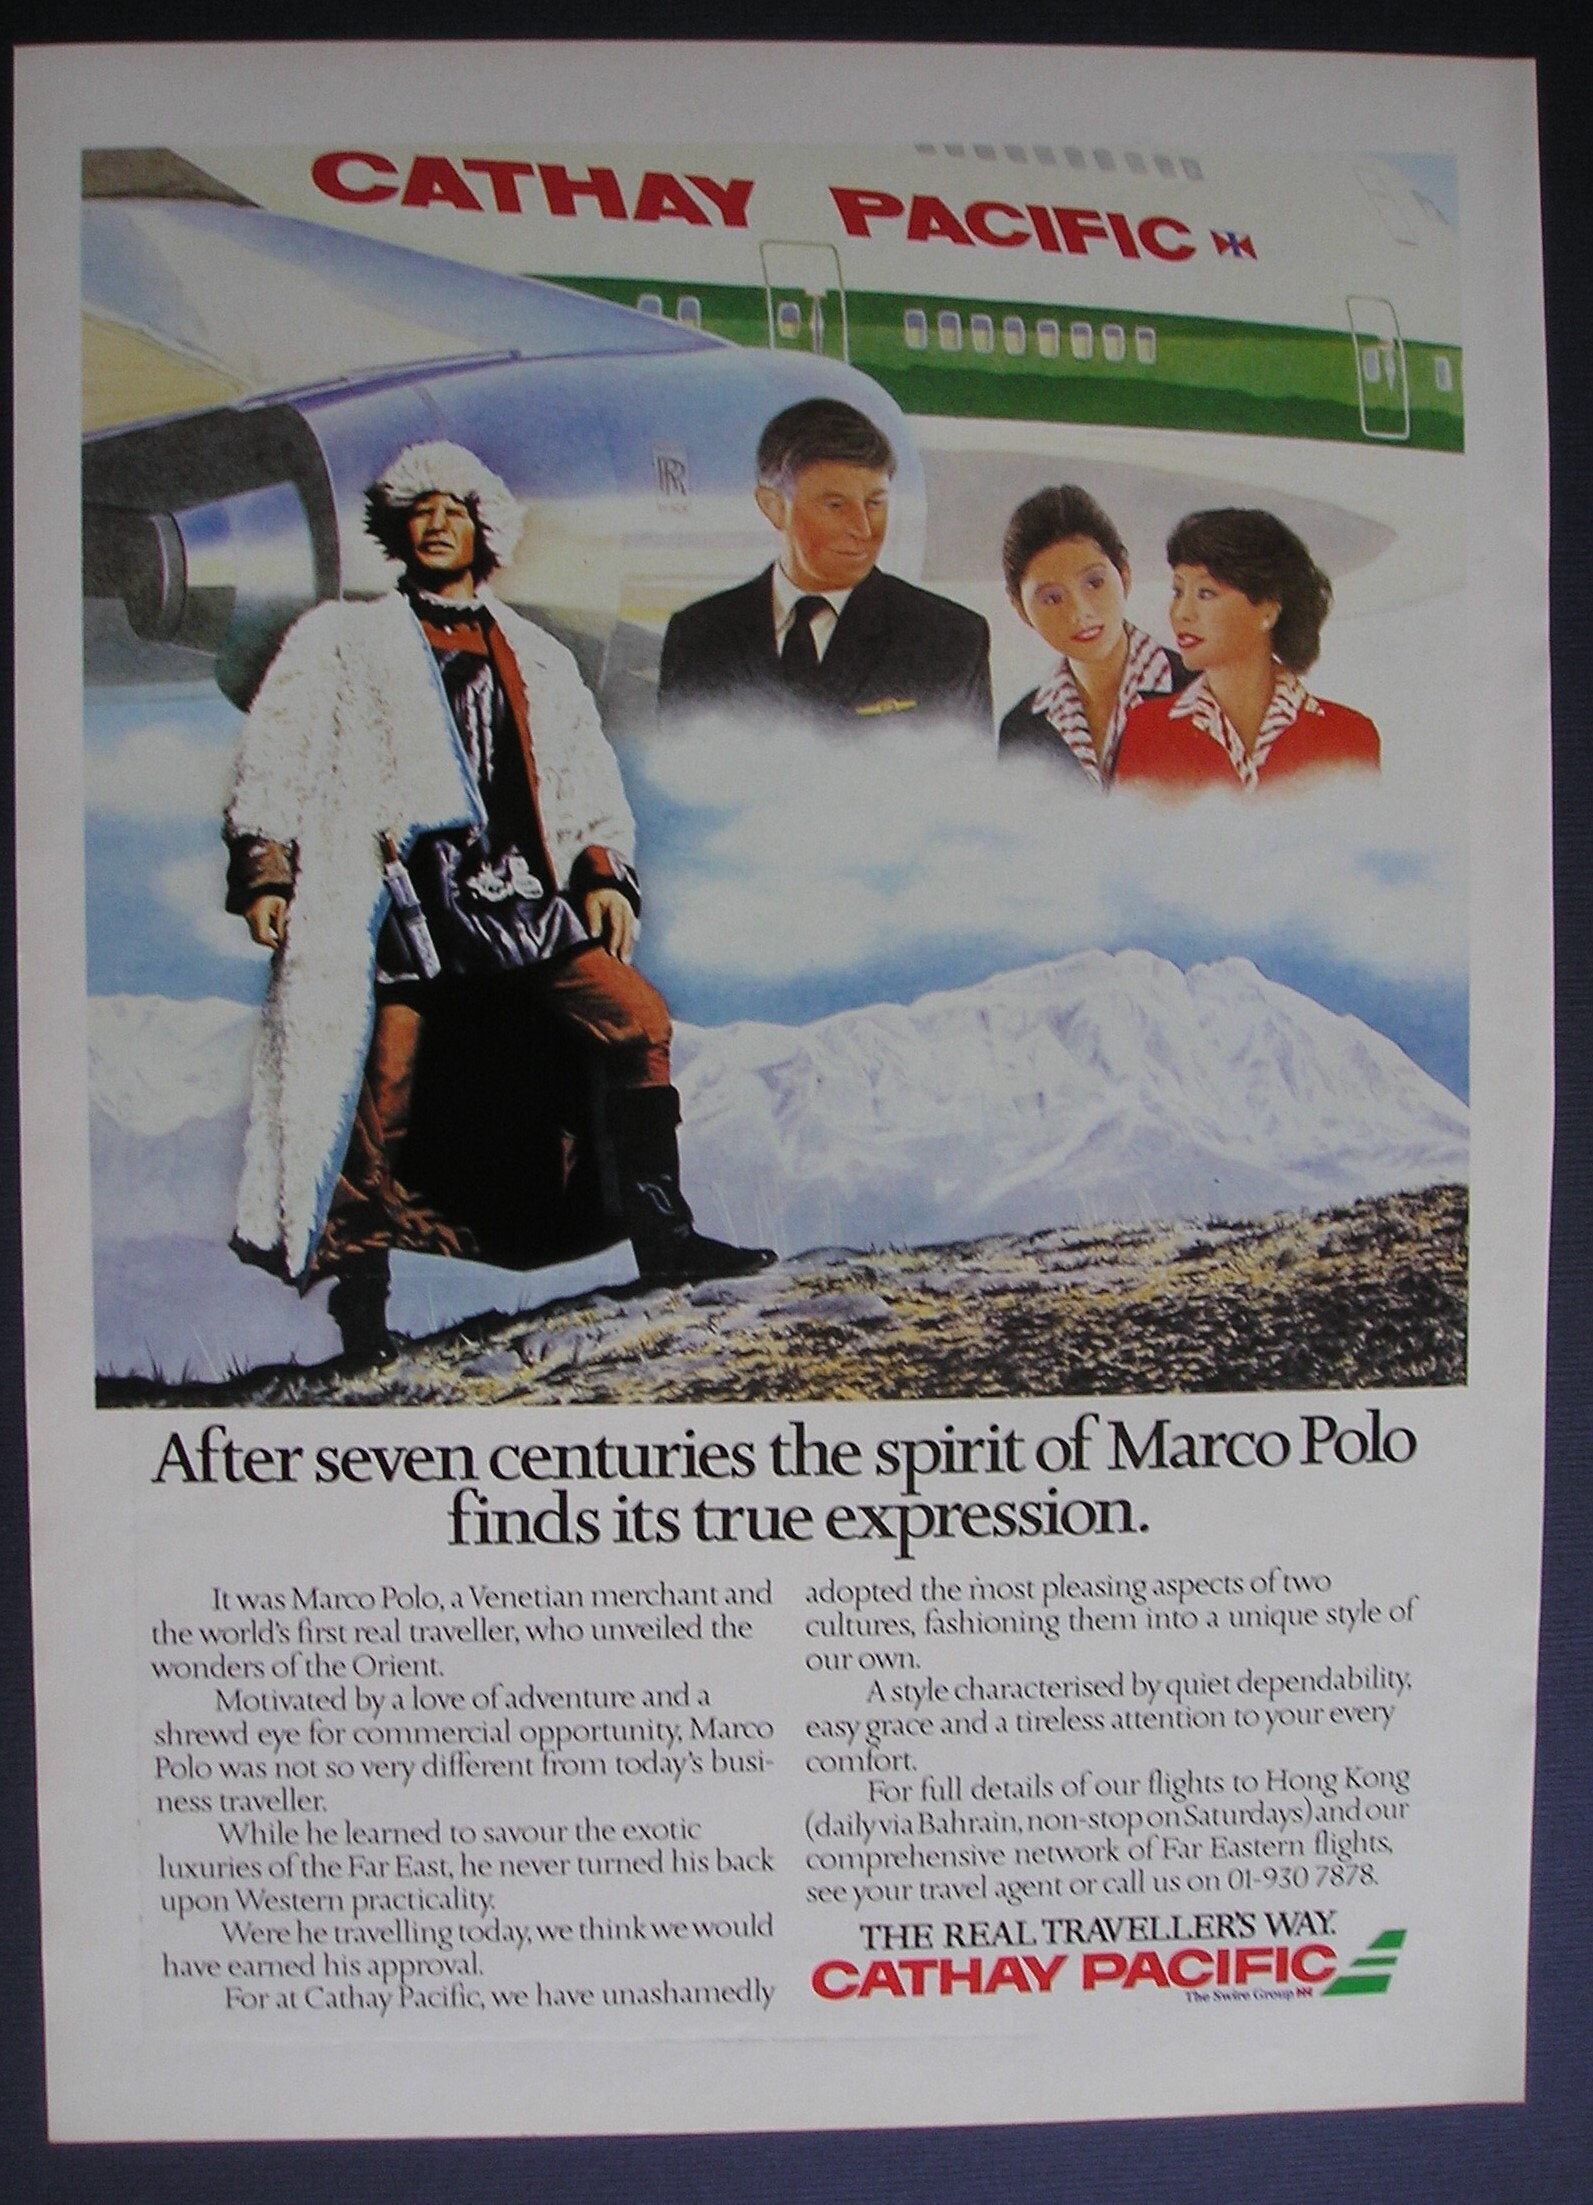 CATHAY PACIFIC
RR
After seven centuries the spirit of Marco Polo
finds its true expression.
It was Marco Polo, a Venetian merchant and
the world's first real traveller, who unveiled the
wonders of the Orient.
Motivated by a love of adventure and a
shrewd eye for commercial opportunity, Marco
Polo was not so very different from today's busi-
ness traveller.
While he learned to savour the exotic
luxuries of the Far East, he never turned his back
upon Western practicality.
Were he travelling today, we think we would
have earned his approval.
For at Cathay Pacific, we have unashamedly
adopted the most pleasing aspects of two
cultures, fashioning them into a unique style of
our own.
A style characterised by quiet dependability,
easy grace and a tireless attention to your every
comfort.
For full details of our flights to Hong Kong
(daily via Bahrain, non-stop on Saturdays) and our
comprehensive network of Far Eastern flights,
see your travel agent or call us on 01-930 7878.
THE REAL TRAVELLER'S WAY.
CATHAY PACIFIC
The Swire Group